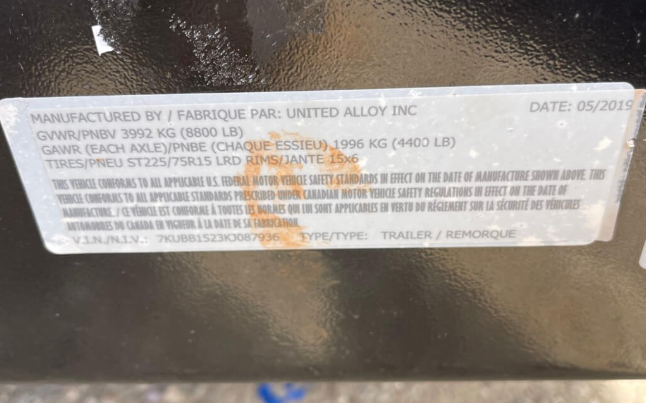 MANUFACTURED BY / FABRIQUE PAR: UNITED ALLOY INC DATE: 05/2019
GVWR/PNBV 3992 KG (8800 LB)
GAWR (EACH AXLE)/PNBE (CHAQUE ESSIEU) 1996 KG (4400 LB)
TIRES/PNEU ST225/75R15 LRD RIMS/JANTE 15x6
THIS VEHICLE CONFORMS TO ALL APPLICABLE U.S. FEDERAL MOTOR VEHICLE SAFETY STANDARDS IN EFFECT ON THE DATE OF MANUFACTURE SHOWN ABOVE. THIS
VEHICLE CONFORMS TO ALL APPLICABLE STANDARDS PRESCRIBED UNDER CANADIAN MOTOR VEHICLE SAFETY REGULATIONS IN EFFECT ON THE DATE OF
MANUFACTURE. / CE VÉHICLE EST CONFORME À TOUTES LES NORMES QUI LUI SONT APPLICABLES EN VERTU DU RÈGLEMENT SUR LA SÉCURITÉ DES VÉHICULES
AUTOMOBILES DU CANADA EN VIGUEUR À LA DATE DE SA FABRICATION.
V.I.N./N.I.V.: 7KUBB1523KJ087936 TYPE/TYPE: TRAILER / REMORQUE